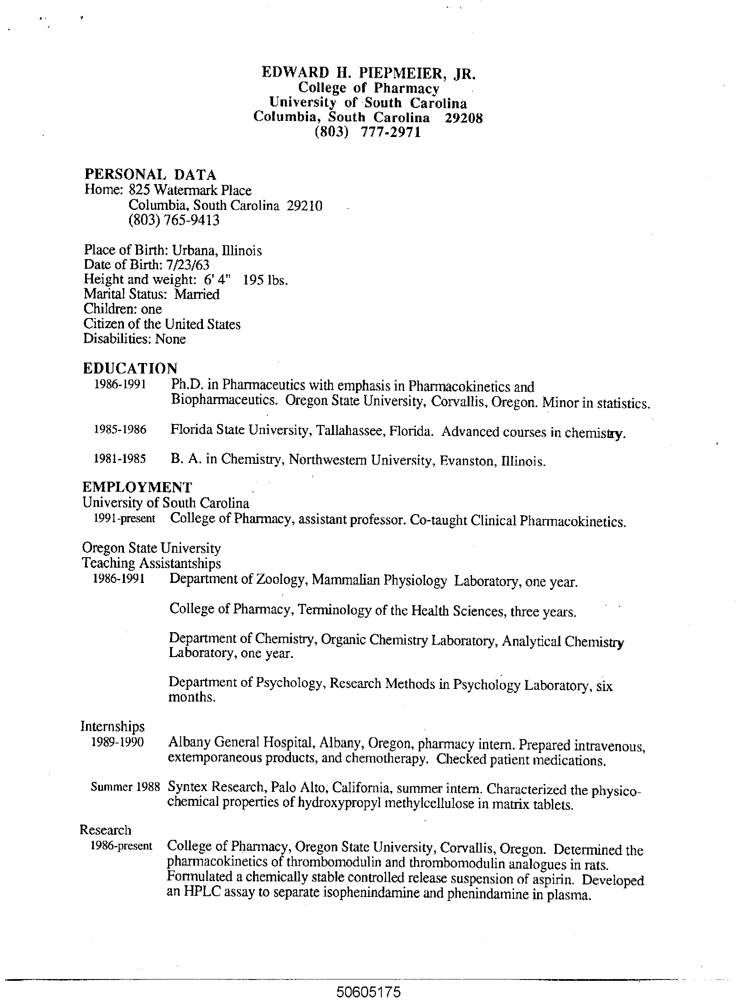 EDWARD H. PIEPMEIER, JR.
College of Pharmacy
University of South Carolina
Columbia, South Carolina 29208
(803) 777-2971
PERSONAL DATA
Home: 825 Watermark Place
Columbia, South Carolina 29210
(803) 765-9413
Place of Birth: Urbana, Illinois
Date of Birth: 7/23/63
Height and weight: 6' 4" 195 lbs.
Marital Status: Married
Children: one
Citizen of the United States
Disabilities: None
EDUCATION
1986-1991 Ph.D. in Pharmaceutics with emphasis in Pharmacokinetics and
Biopharmaceutics. Oregon State University, Corvallis, Oregon. Minor in statistics.
1985-1986 Florida State University, Tallahassee, Florida. Advanced courses in chemistry.
1981-1985 B. A. in Chemistry, Northwestern University, Evanston, Illinois.
EMPLOYMENT
University of South Carolina
1991-present College of Pharmacy, assistant professor. Co-taught Clinical Pharmacokinetics.
Oregon State University
Teaching Assistantships
1986-1991 Department of Zoology, Mammalian Physiology Laboratory, one year.
College of Pharmacy, Terminology of the Health Sciences, three years.
Department of Chemistry, Organic Chemistry Laboratory, Analytical Chemistry
Laboratory, one year.
Department of Psychology, Research Methods in Psychology Laboratory, six
months.
Internships
1989-1990 Albany General Hospital, Albany, Oregon, pharmacy intern. Prepared intravenous,
extemporaneous products, and chemotherapy. Checked patient medications.
Summer 1988 Syntex Research, Palo Alto, California, summer intern. Characterized the physico-
chemical properties of hydroxypropyl methylcellulose in matrix tablets.
Research
1986-present College of Pharmacy, Oregon State University, Corvallis, Oregon. Determined the
pharmacokinetics of thrombomodulin and thrombomodulin analogues in rats.
Formulated a chemically stable controlled release suspension of aspirin. Developed
an HPLC assay to separate isophenindamine and phenindamine in plasma.
50605175